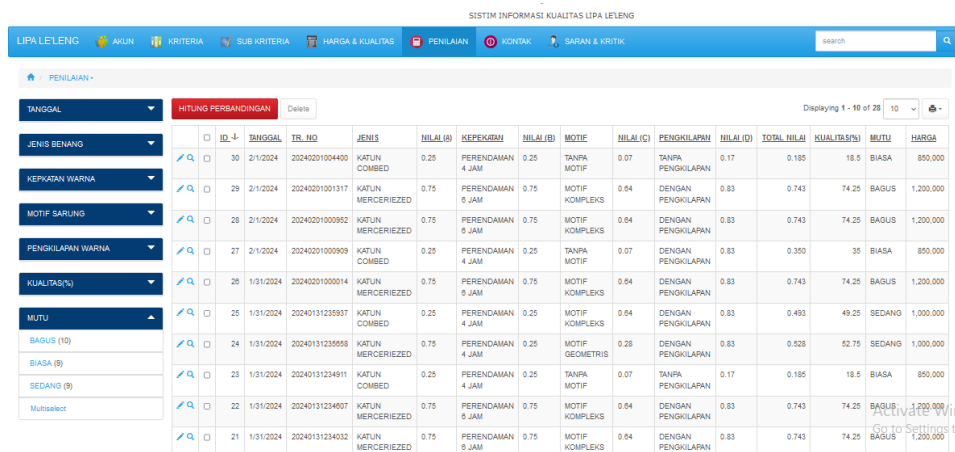 SISTIM INFORMASI KUALITAS LIPA LE'LENG
LIPA LE'LENG AKUN KRITERIA SUB KRITERIA HARGA & KUALITAS PENILAIAN KONTAK SARAN & KRITIK search
/ PENILAIAN
TANGGAL
JENIS BENANG
KEPKATAN WARNA
MOTIF SARUNG
PENGKILAPAN WARNA
KUALITAS(%)
MUTU
BAGUS (10)
BIASA (9)
SEDANG (9)
Multiselect
HITUNG PERBANDINGAN Delete Displaying 1 - 10 of 28 10
ID TANGGAL TR. NO JENIS NILAI (A) KEPEKATAN NILAI (B) MOTIF NILAI (C) PENGKILAPAN NILAI (D) TOTAL NILAI KUALITAS(%) MUTU HARGA
30 2/1/2024 20240201004400 KATUN COMBED 0.25 PERENDAMAN 4 JAM 0.25 TANPA MOTIF 0.07 TANPA PENGKILAPAN 0.17 0.185 18.5 BIASA 850,000
29 2/1/2024 20240201001317 KATUN MERCERIEZED 0.75 PERENDAMAN 6 JAM 0.75 MOTIF KOMPLEKS 0.64 DENGAN PENGKILAPAN 0.83 0.743 74.25 BAGUS 1,200,000
28 2/1/2024 20240201000952 KATUN MERCERIEZED 0.75 PERENDAMAN 6 JAM 0.75 MOTIF KOMPLEKS 0.64 DENGAN PENGKILAPAN 0.83 0.743 74.25 BAGUS 1,200,000
27 2/1/2024 20240201000909 KATUN COMBED 0.25 PERENDAMAN 4 JAM 0.25 TANPA MOTIF 0.07 DENGAN PENGKILAPAN 0.83 0.350 35 BIASA 850,000
26 1/31/2024 20240201000014 KATUN MERCERIEZED 0.75 PERENDAMAN 6 JAM 0.75 MOTIF KOMPLEKS 0.64 DENGAN PENGKILAPAN 0.83 0.743 74.25 BAGUS 1,200,000
25 1/31/2024 20240131235937 KATUN COMBED 0.25 PERENDAMAN 4 JAM 0.25 MOTIF KOMPLEKS 0.64 DENGAN PENGKILAPAN 0.83 0.493 49.25 SEDANG 1,000,000
24 1/31/2024 20240131235658 KATUN MERCERIEZED 0.75 PERENDAMAN 4 JAM 0.25 MOTIF GEOMETRIS 0.28 DENGAN PENGKILAPAN 0.83 0.528 52.75 SEDANG 1,000,000
23 1/31/2024 20240131234911 KATUN COMBED 0.25 PERENDAMAN 4 JAM 0.25 TANPA MOTIF 0.07 TANPA PENGKILAPAN 0.17 0.185 18.5 BIASA 850,000
22 1/31/2024 20240131234607 KATUN MERCERIEZED 0.75 PERENDAMAN 6 JAM 0.75 MOTIF KOMPLEKS 0.64 DENGAN PENGKILAPAN 0.83 0.743 74.25 BAGUS 1,200,000
21 1/31/2024 20240131234032 KATUN MERCERIEZED 0.75 PERENDAMAN 6 JAM 0.75 MOTIF KOMPLEKS 0.64 DENGAN PENGKILAPAN 0.83 0.743 74.25 BAGUS 1,200,000
Activate Wi
Go to Settings t